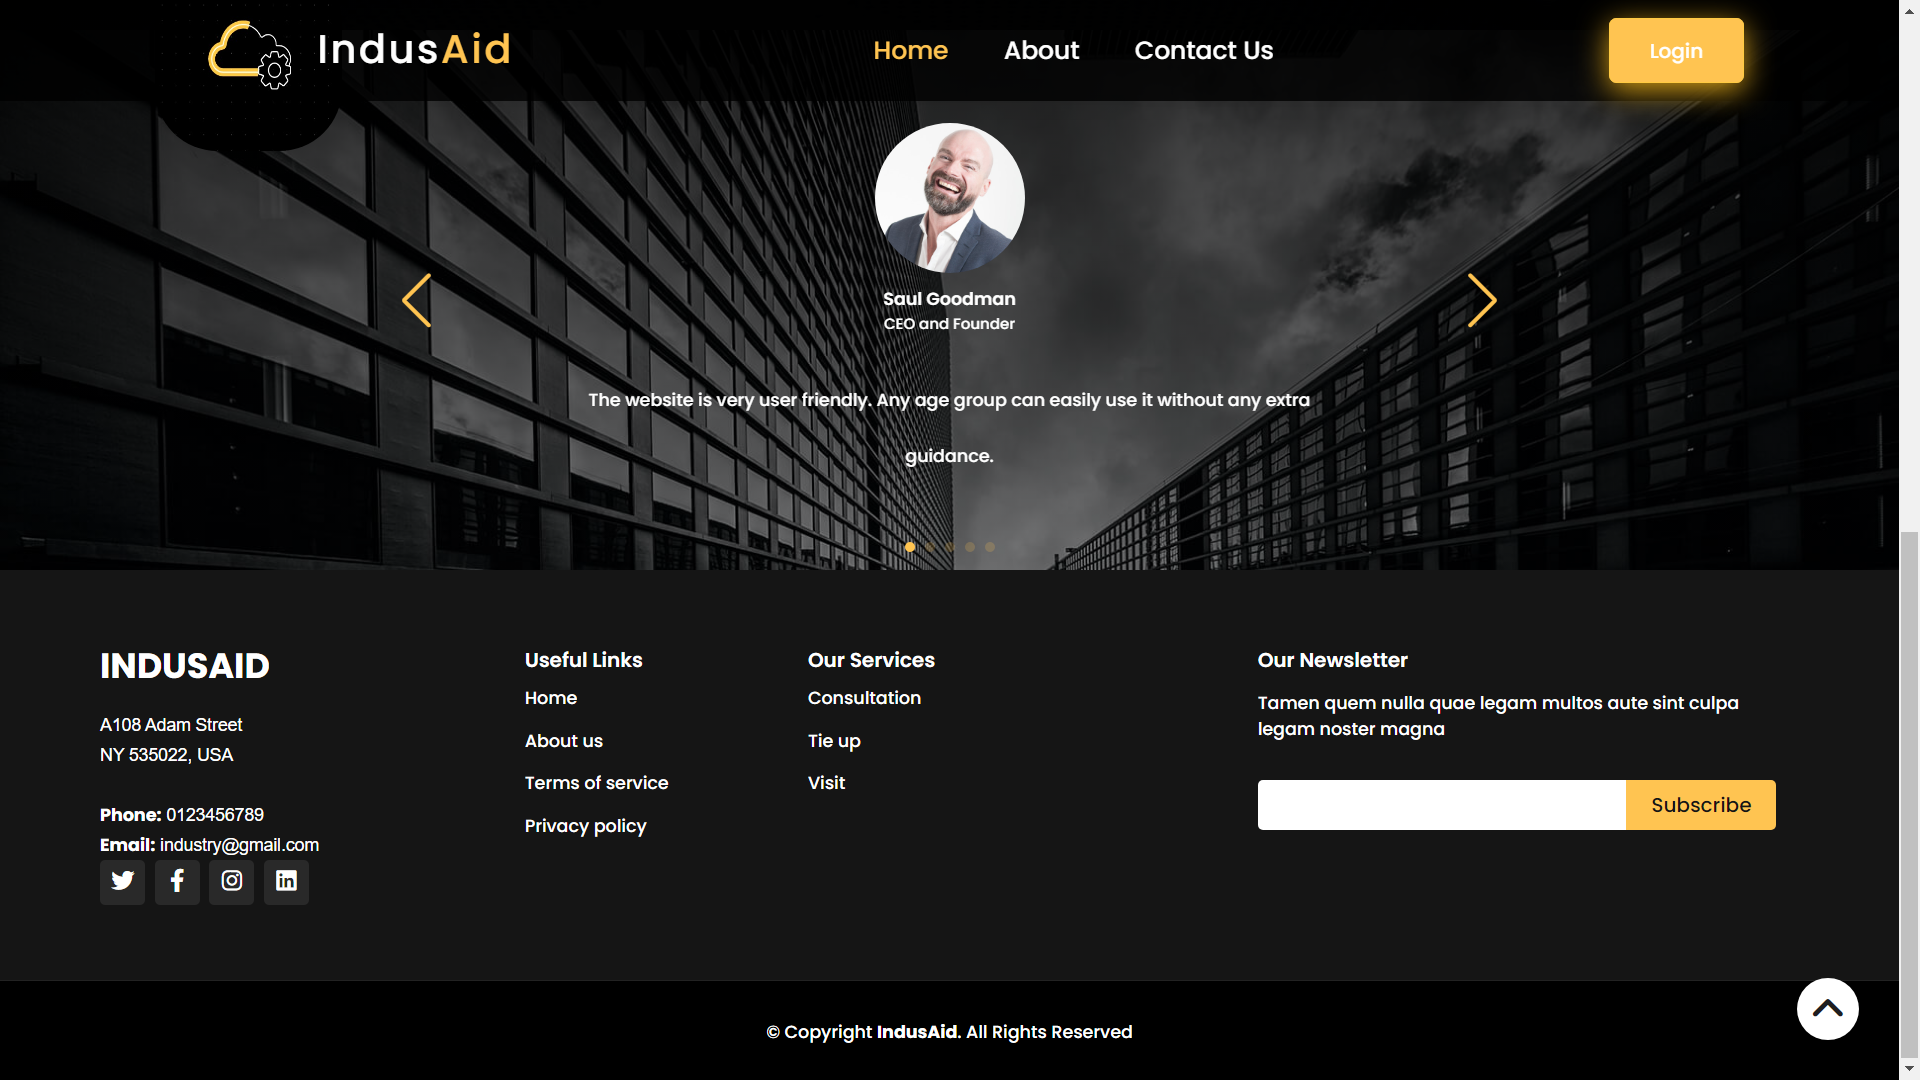 IndusAid
Home About Contact Us
Login
Saul Goodman
CEO and Founder
The website is very user friendly. Any age group can easily use it without any extra
guidance.
INDUSAID
A108 Adam Street
NY 535022, USA
Phone: 0123456789
Email: industry@gmail.com
Useful Links
Home
About us
Terms of service
Privacy policy
Our Services
Consultation
Tie up
Visit
Our Newsletter
Tamen quem nulla quae legam multos aute sint culpa
legam noster magna
Subscribe
© Copyright IndusAid. All Rights Reserved